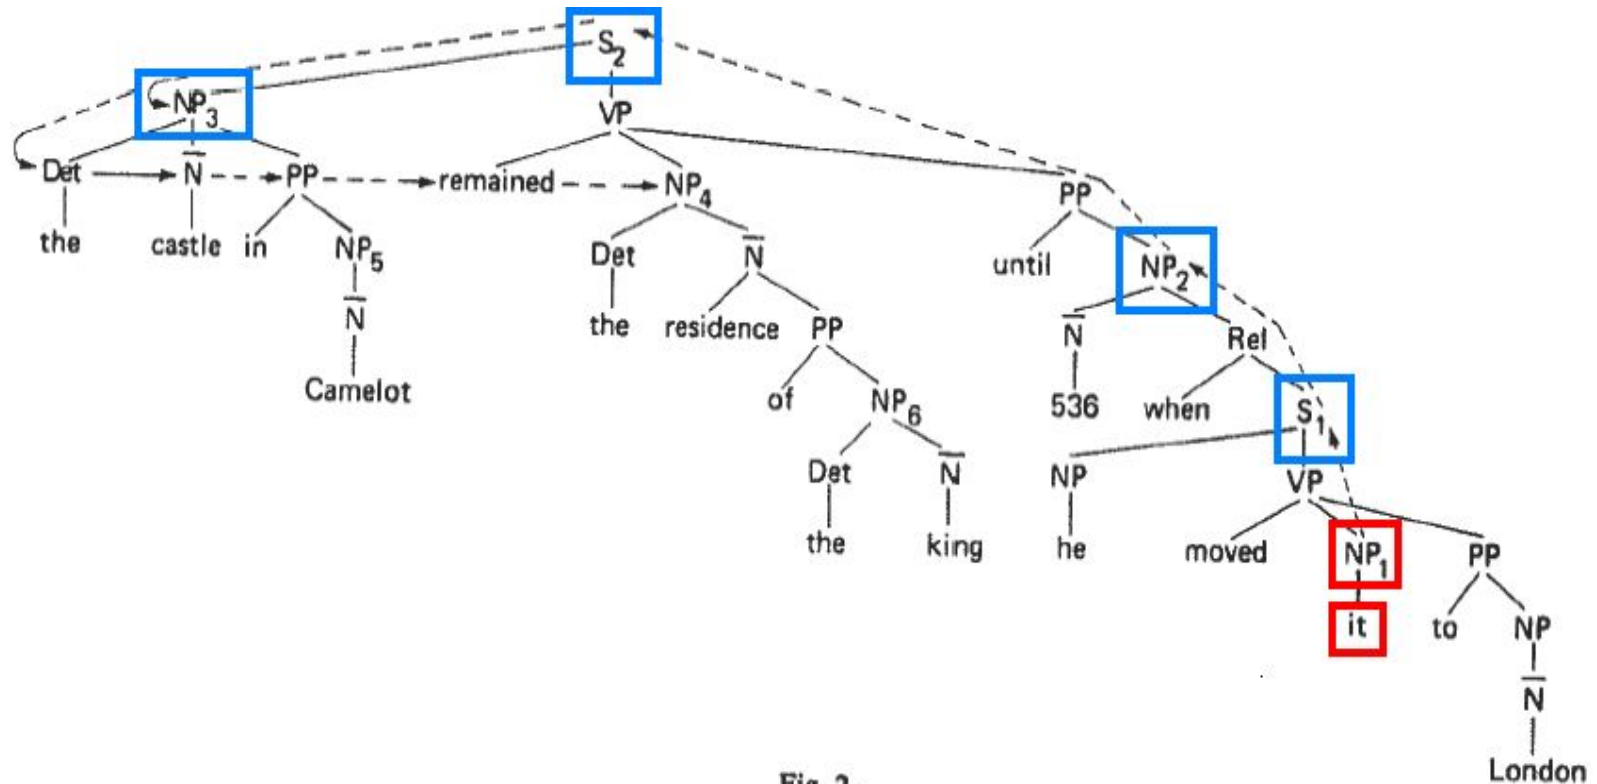 S2
NP3 VP
Det N̅ PP remained NP4 PP
the castle in NP5 Det N̅ until NP2
N̅ the residence PP N̅ Rel
Camelot of NP6 536 when S1
Det N̅ NP VP
the king he moved NP1 PP
it to NP
N̅
London